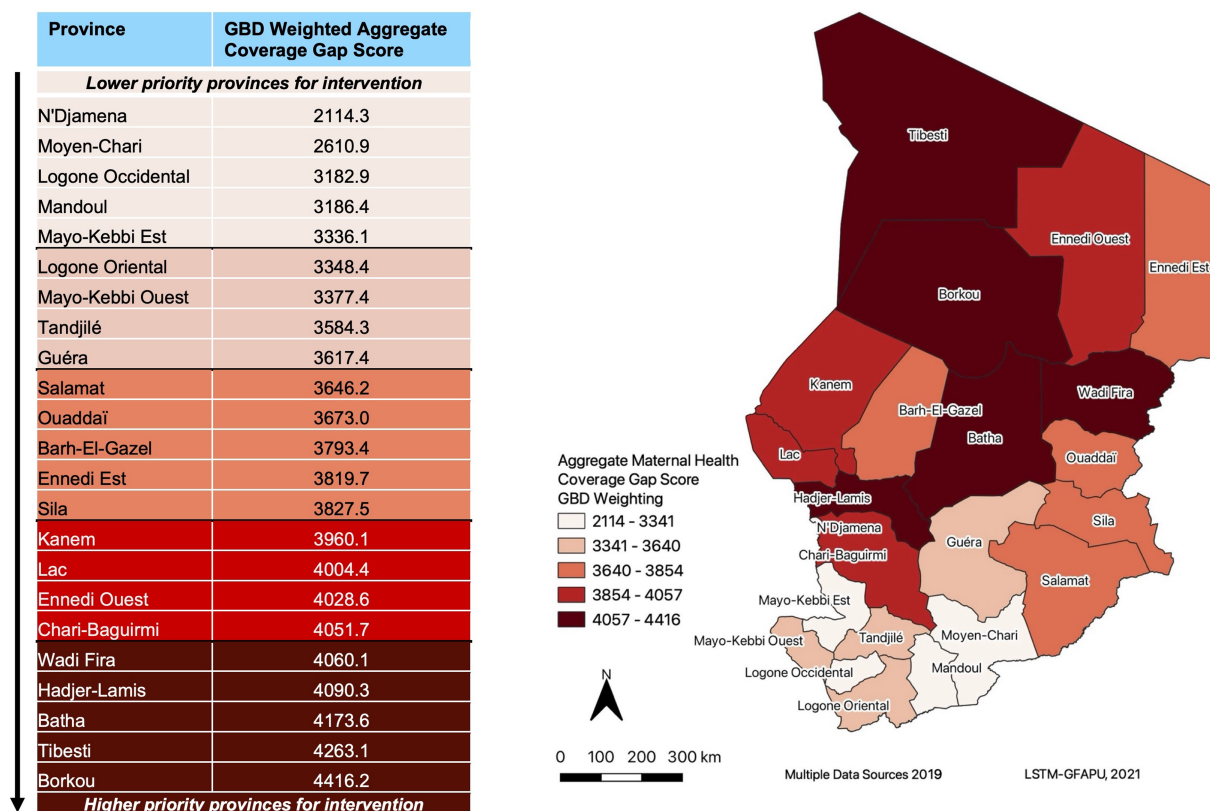 Province GBD Weighted Aggregate
Coverage Gap Score
Lower priority provinces for intervention
N'Djamena 2114.3
Moyen-Chari 2610.9
Logone Occidental 3182.9
Mandoul 3186.4
Mayo-Kebbi Est 3336.1
Logone Oriental 3348.4
Mayo-Kebbi Ouest 3377.4
Tandjilé 3584.3
Guéra 3617.4
Salamat 3646.2
Ouaddaï 3673.0
Barh-El-Gazel 3793.4
Ennedi Est 3819.7
Sila 3827.5
Kanem 3960.1
Lac 4004.4
Ennedi Ouest 4028.6
Chari-Baguirmi 4051.7
Wadi Fira 4060.1
Hadjer-Lamis 4090.3
Batha 4173.6
Tibesti 4263.1
Borkou 4416.2
Higher priority provinces for intervention
Tibesti
Ennedi Ouest
Ennedi Est
Borkou
Kanem
Wadi Fira
Barh-El-Gazel
Batha
Lac
Ouaddaï
Hadjer-Lamis
Sila
N'Djamena
Guéra
Chari-Baguirmi
Salamat
Mayo-Kebbi Est
Moyen-Chari
Mayo-Kebbi Ouest
Tandjilé
Mandoul
Logone Occidental
Logone Oriental
Aggregate Maternal Health
Coverage Gap Score
GBD Weighting
2114 - 3341
3341 - 3640
3640 - 3854
3854 - 4057
4057 - 4416
N
0 100 200 300 km
Multiple Data Sources 2019 LSTM-GFAPU, 2021